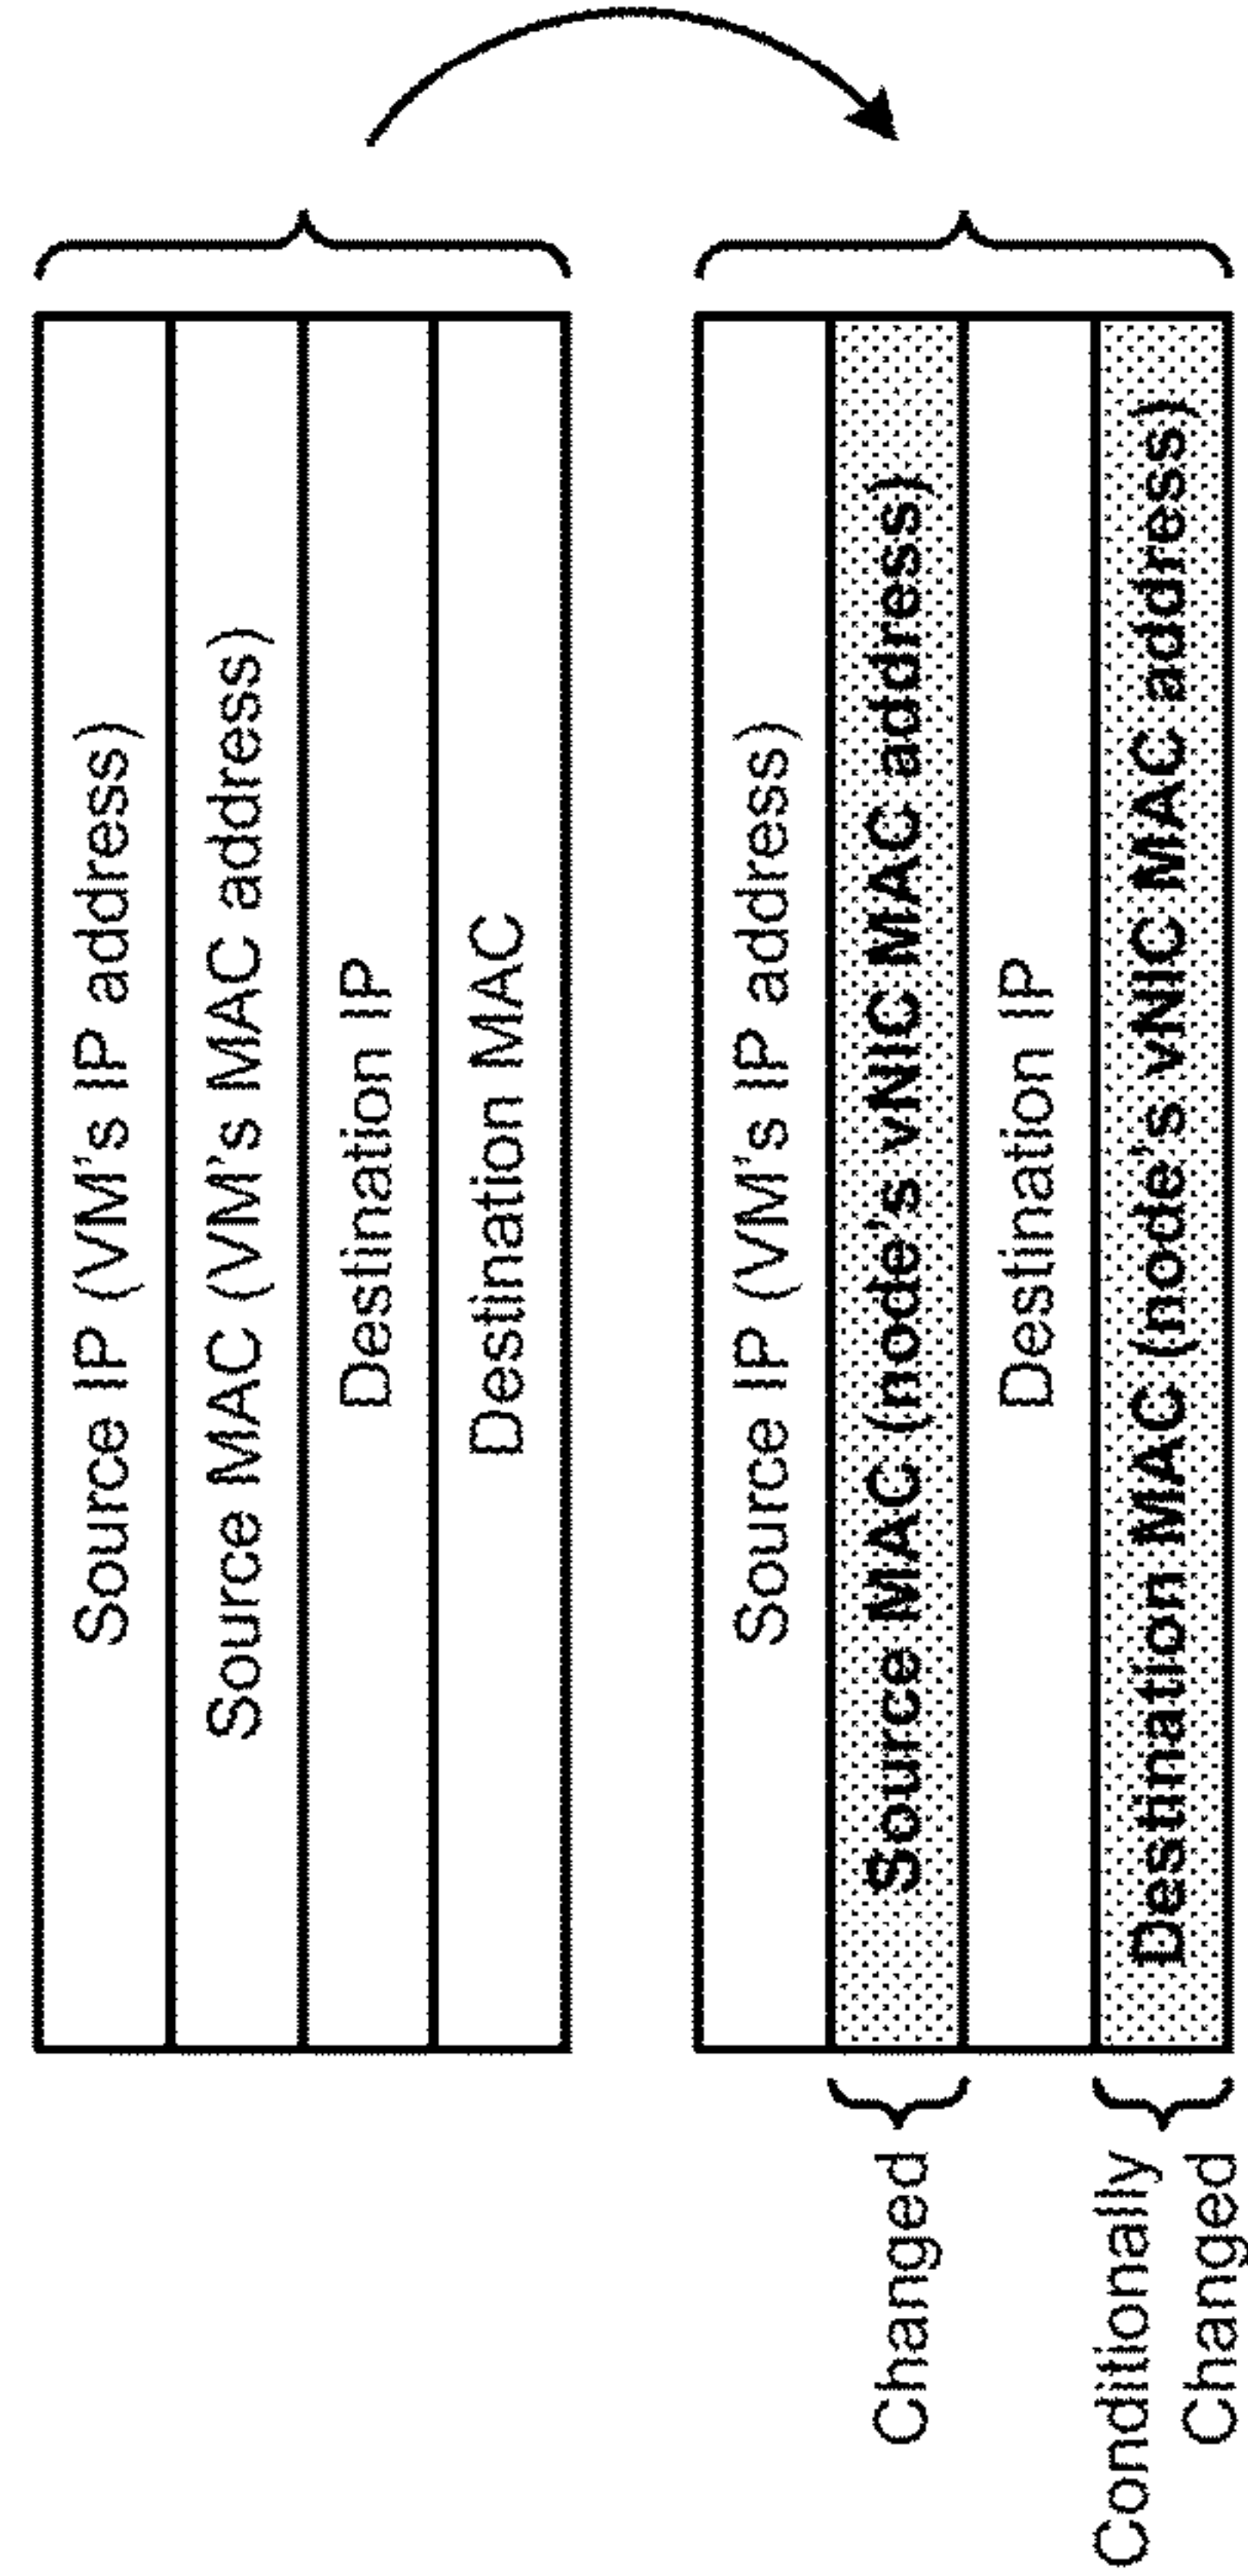 Source IP (VM's IP address)
Source MAC (VM's MAC address)
Destination IP
Destination MAC
Source IP (VM's IP address)
Changed
Source MAC (node's vNIC MAC address)
Destination IP
Conditionally
Changed
Destination MAC (node's vNIC MAC address)